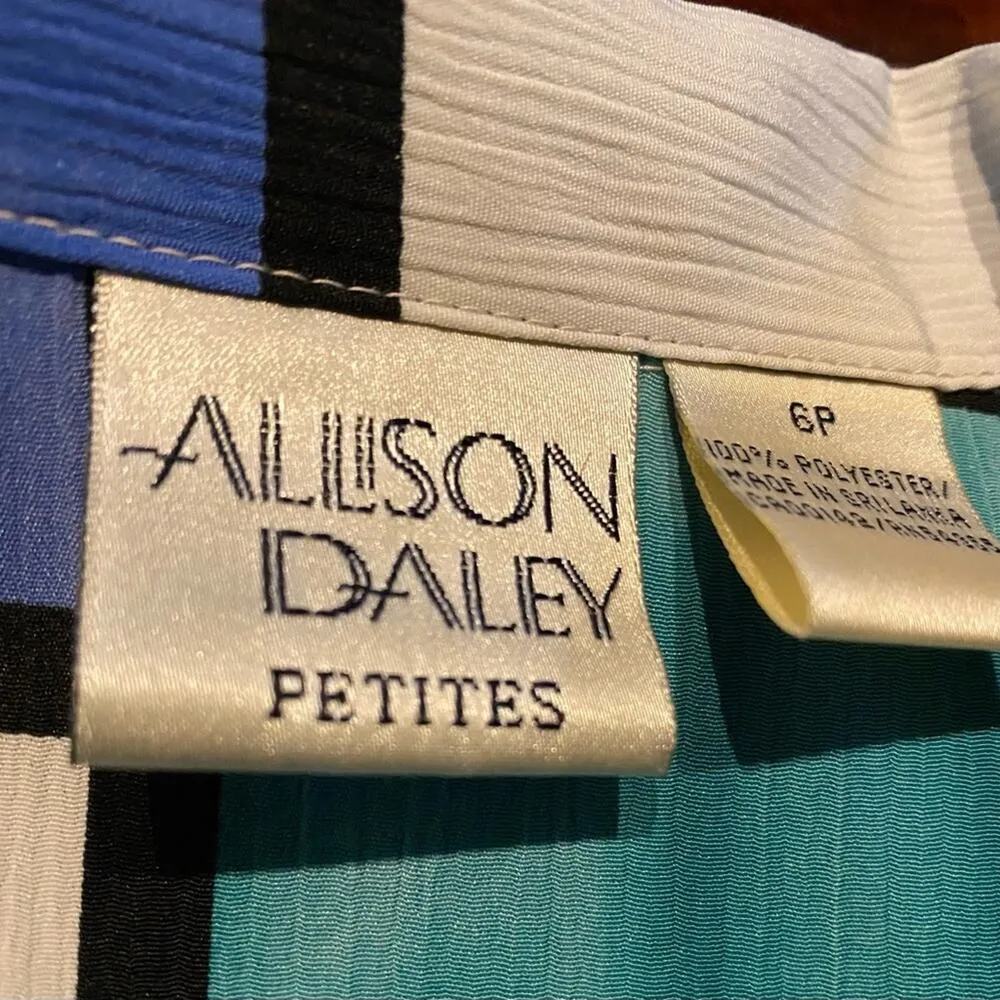 ALLISON
DALEY
PETITES
6P
100% POLYESTER/
MADE IN SRI LANKA